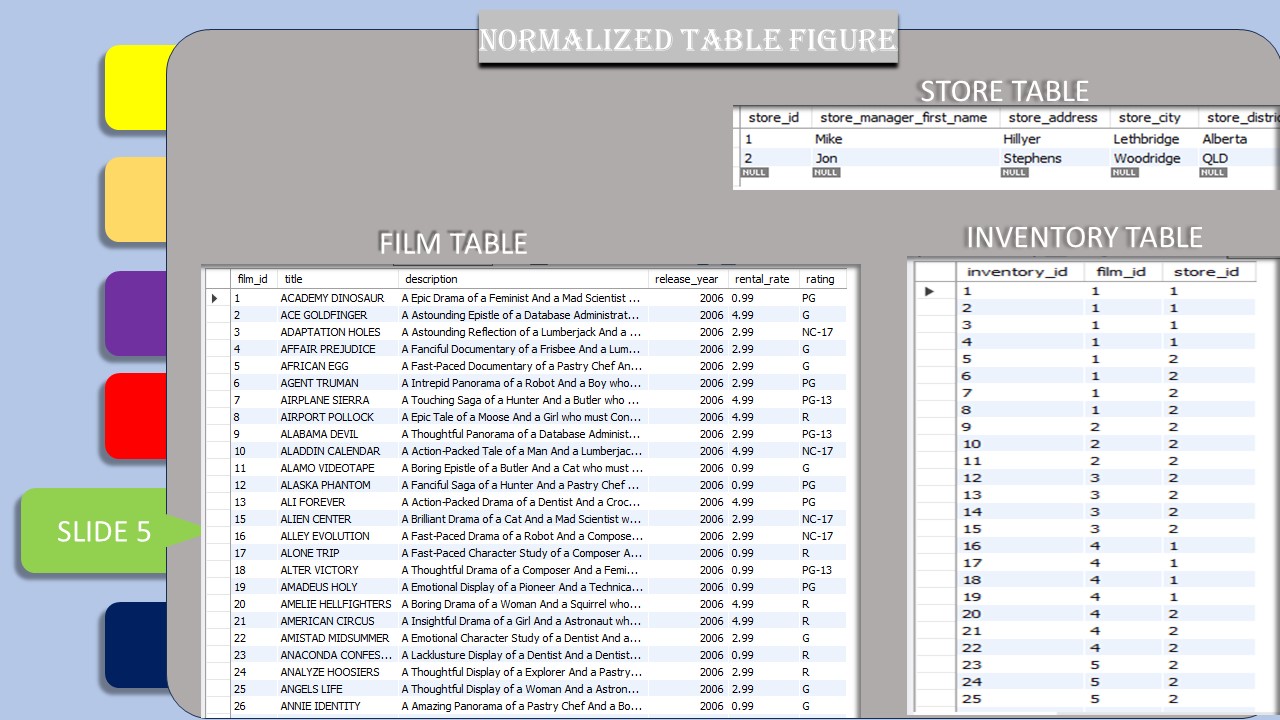 NORMALIZED TABLE FIGURE
STORE TABLE
store_id store_manager_first_name store_address store_city store_distric
1 Mike Hillyer Lethbridge Alberta
2 Jon Stephens Woodridge QLD
NULL NULL NULL NULL NULL
FILM TABLE
film_id title description release_year rental_rate rating
1 ACADEMY DINOSAUR A Epic Drama of a Feminist And a Mad Scientist ... 2006 0.99 PG
2 ACE GOLDFINGER A Astounding Epistle of a Database Administrat... 2006 4.99 G
3 ADAPTATION HOLES A Astounding Reflection of a Lumberjack And a ... 2006 2.99 NC-17
4 AFFAIR PREJUDICE A Fanciful Documentary of a Frisbee And a Lum... 2006 2.99 G
5 AFRICAN EGG A Fast-Paced Documentary of a Pastry Chef An... 2006 2.99 G
6 AGENT TRUMAN A Intrepid Panorama of a Robot And a Boy who... 2006 2.99 PG
7 AIRPLANE SIERRA A Touching Saga of a Hunter And a Butler who ... 2006 4.99 PG-13
8 AIRPORT POLLOCK A Epic Tale of a Moose And a Girl who must Con... 2006 4.99 R
9 ALABAMA DEVIL A Thoughtful Panorama of a Database Administ... 2006 2.99 PG-13
10 ALADDIN CALENDAR A Action-Packed Tale of a Man And a Lumberjac... 2006 4.99 NC-17
11 ALAMO VIDEOTAPE A Boring Epistle of a Butler And a Cat who must ... 2006 0.99 G
12 ALASKA PHANTOM A Fanciful Saga of a Hunter And a Pastry Chef ... 2006 0.99 PG
13 ALI FOREVER A Action-Packed Drama of a Dentist And a Croc... 2006 4.99 PG
15 ALIEN CENTER A Brilliant Drama of a Cat And a Mad Scientist w... 2006 2.99 NC-17
16 ALLEY EVOLUTION A Fast-Paced Drama of a Robot And a Compose... 2006 2.99 NC-17
17 ALONE TRIP A Fast-Paced Character Study of a Composer A... 2006 0.99 R
18 ALTER VICTORY A Thoughtful Drama of a Composer And a Femi... 2006 0.99 PG-13
19 AMADEUS HOLY A Emotional Display of a Pioneer And a Technica... 2006 0.99 PG
20 AMELIE HELLFIGHTERS A Boring Drama of a Woman And a Squirrel who... 2006 4.99 R
21 AMERICAN CIRCUS A Insightful Drama of a Girl And a Astronaut wh... 2006 4.99 R
22 AMISTAD MIDSUMMER A Emotional Character Study of a Dentist And a... 2006 2.99 G
23 ANACONDA CONFES... A Lacklusture Display of a Dentist And a Dentist... 2006 0.99 R
24 ANALYZE HOOSIERS A Thoughtful Display of a Explorer And a Pastry... 2006 2.99 R
25 ANGELS LIFE A Thoughtful Display of a Woman And a Astron... 2006 2.99 G
26 ANNIE IDENTITY A Amazing Panorama of a Pastry Chef And a Bo... 2006 0.99 G
INVENTORY TABLE
inventory_id film_id store_id
1 1 1
2 1 1
3 1 1
4 1 1
5 1 2
6 1 2
7 1 2
8 1 2
9 2 2
10 2 2
11 2 2
12 3 2
13 3 2
14 3 2
15 3 2
16 4 1
17 4 1
18 4 1
19 4 1
20 4 2
21 4 2
22 4 2
23 5 2
24 5 2
25 5 2
SLIDE 5